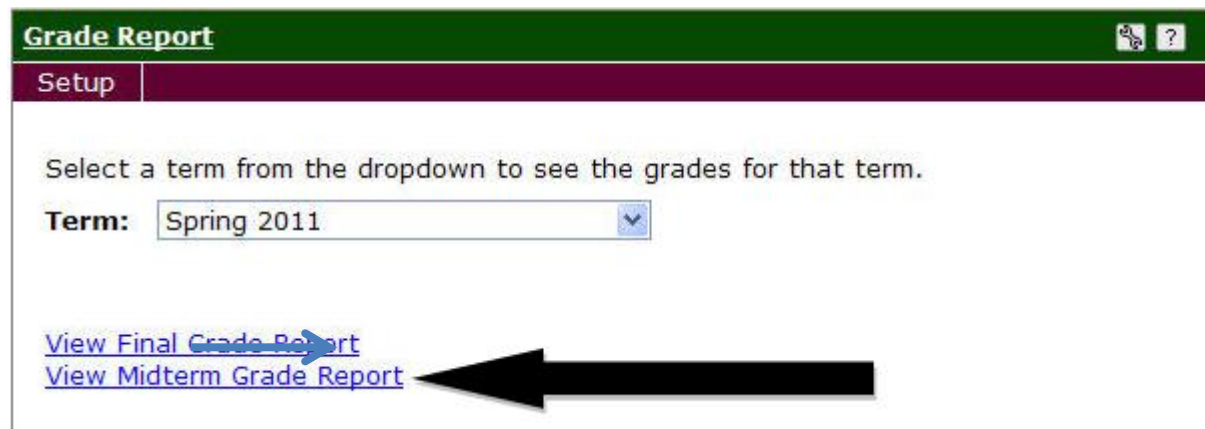 Grade Report
?
Setup
Select a term from the dropdown to see the grades for that term.
Term: Spring 2011
View Final Grade Report
View Midterm Grade Report